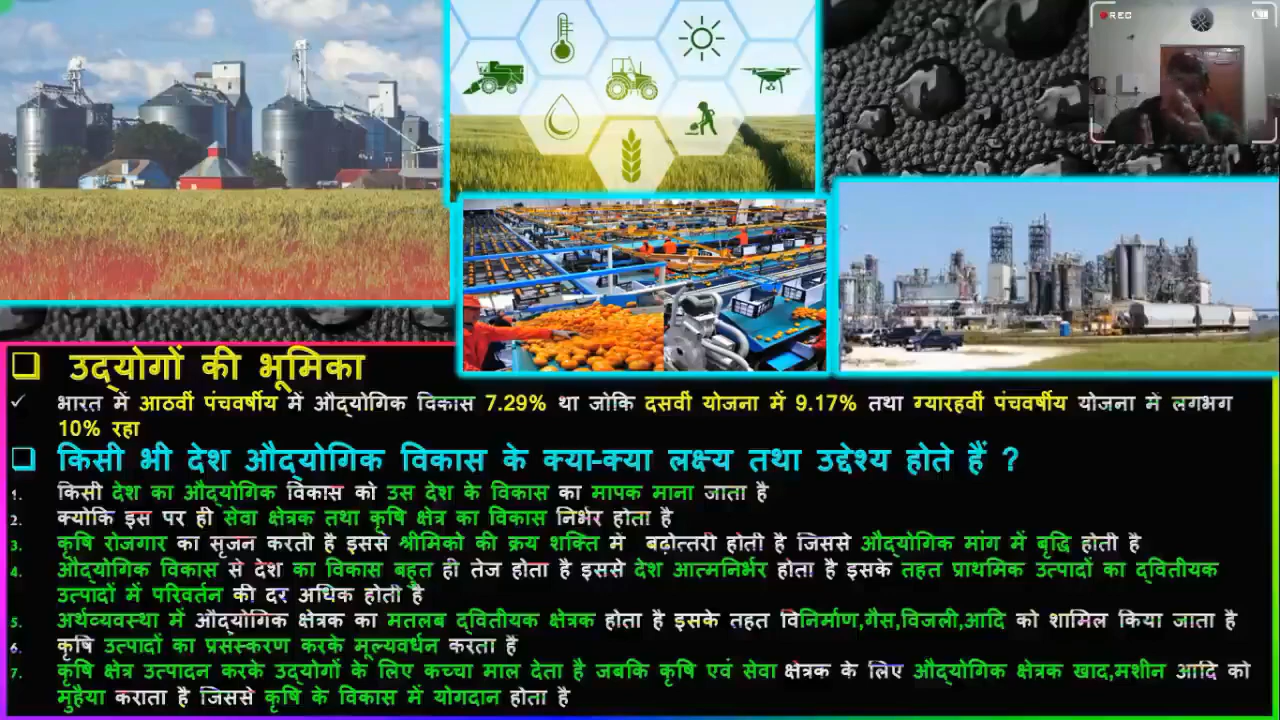 REC
उद्योगों की भूमिका
भारत में आठवीं पंचवर्षीय में औद्योगिक विकास 7.29% था जोकि दसवीं योजना में 9.17% तथा ग्यारहवीं पंचवर्षीय योजना में लगभग
10% रहा
किसी भी देश औद्योगिक विकास के क्या-क्या लक्ष्य तथा उद्देश्य होते हैं ?
1. किसी देश का औद्योगिक विकास को उस देश के विकास का मापक माना जाता है
2. क्योकि इस पर ही सेवा क्षेत्रक तथा कृषि क्षेत्र का विकास निर्भर होता है
3. कृषि रोजगार का सृजन करती है इससे श्रीमिको की क्रय शक्ति में बढ़ोत्तरी होती है जिससे औद्योगिक मांग में बृद्धि होती है
4. औद्योगिक विकास से देश का विकास बहुत ही तेज होता है इससे देश आत्मनिर्भर होता है इसके तहत प्राथमिक उत्पादों का द्वितीयक
उत्पादों में परिवर्तन की दर अधिक होती है
5. अर्थव्यवस्था में औद्योगिक क्षेत्रक का मतलब द्वितीयक क्षेत्रक होता है इसके तहत विनिर्माण,गैस,विजली,आदि को शामिल किया जाता है
6. कृषि उत्पादों का प्रसंस्करण करके मूल्यवर्धन करता है
7. कृषि क्षेत्र उत्पादन करके उद्योगों के लिए कच्चा माल देता है जबकि कृषि एवं सेवा क्षेत्रक के लिए औद्योगिक क्षेत्रक खाद,मशीन आदि को
मुहैया कराता है जिससे कृषि के विकास में योगदान होता है